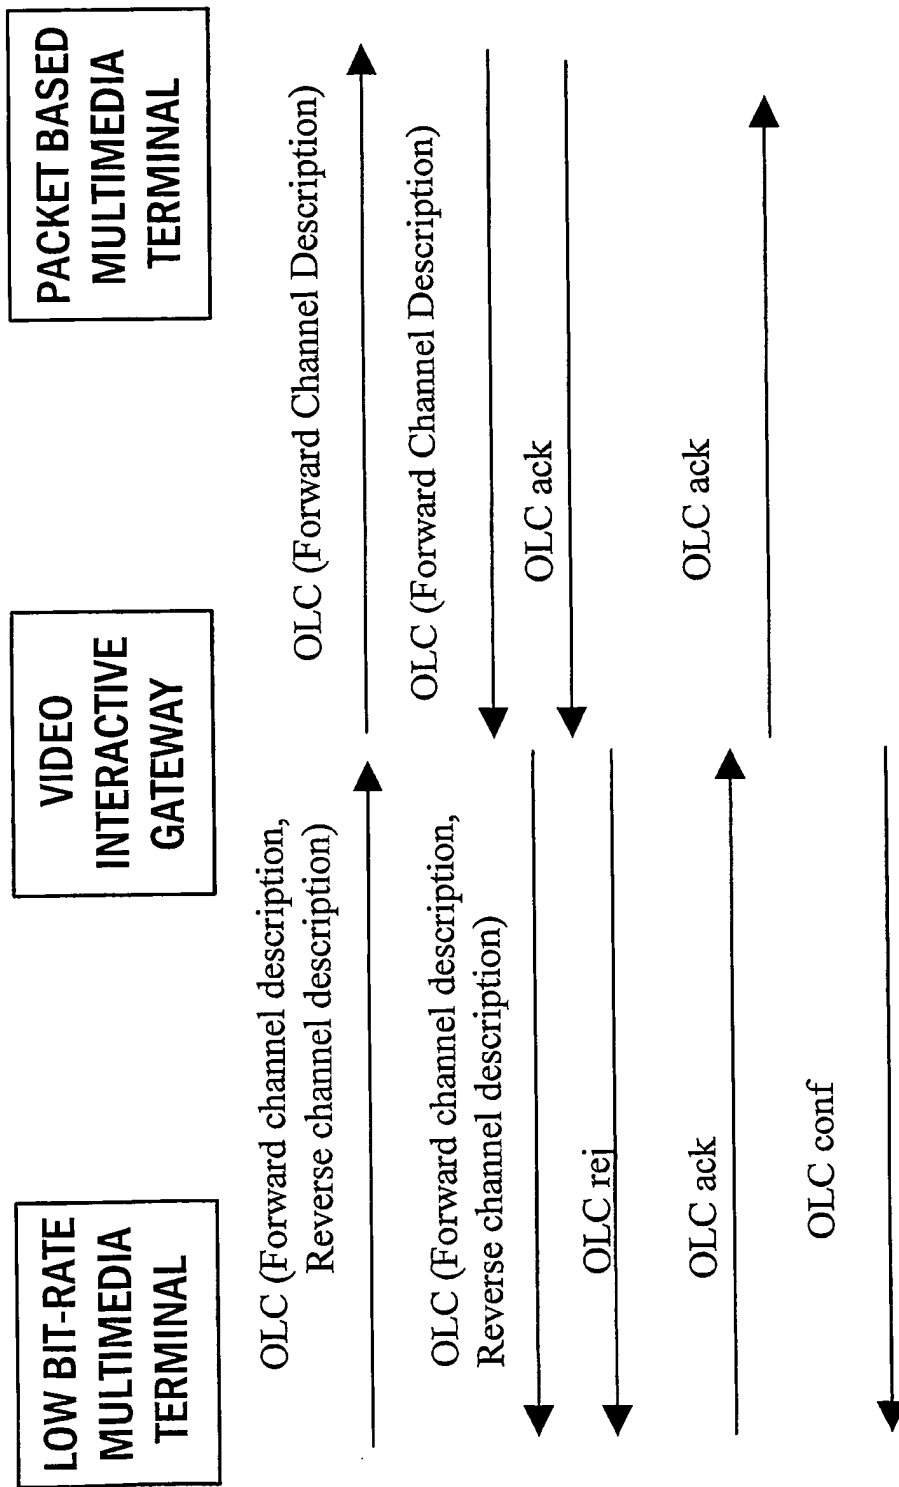 LOW BIT-RATE
MULTIMEDIA
TERMINAL
VIDEO
INTERACTIVE
GATEWAY
PACKET BASED
MULTIMEDIA
TERMINAL
OLC (Forward channel description,
Reverse channel description)
OLC (Forward Channel Description)
OLC (Forward Channel Description)
OLC (Forward channel description,
Reverse channel description)
OLC ack
OLC rej
OLC ack
OLC ack
OLC conf